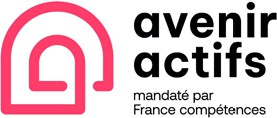 avenir
actifs
mandaté par
France compétences